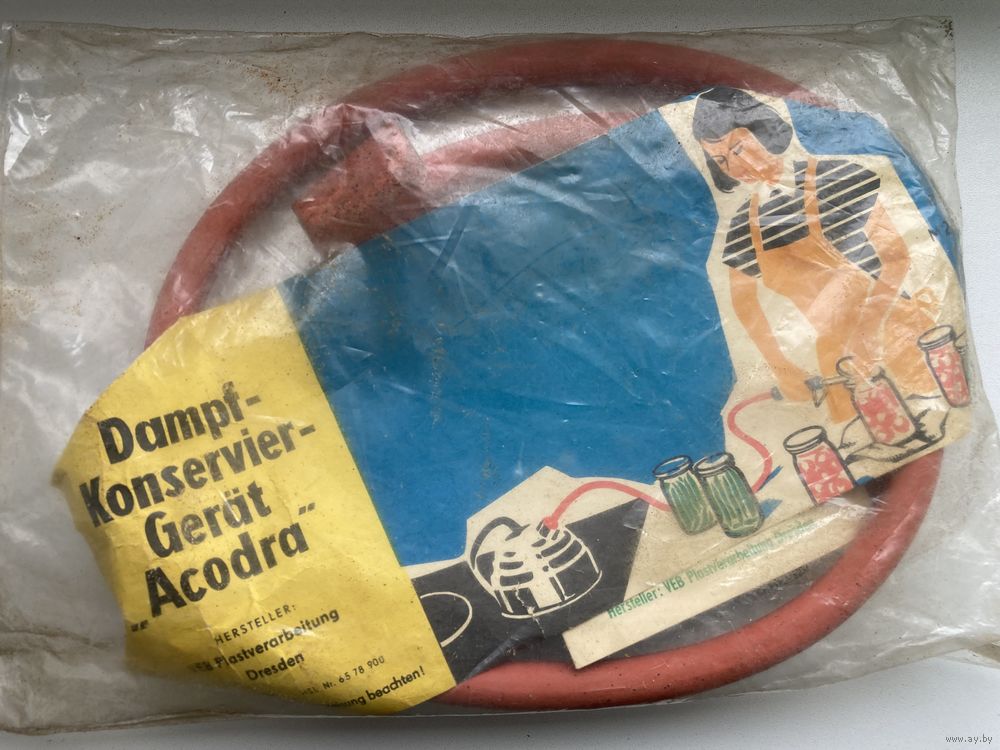 Dampf-
Konservier-
Gerät
„Acodra"
HERSTELLER:
Plastverarbeitung
Dresden
Nr. 65 78 900
beachten!
Hersteller: VEB Plastverarbeitung Dresden
www.ay.by